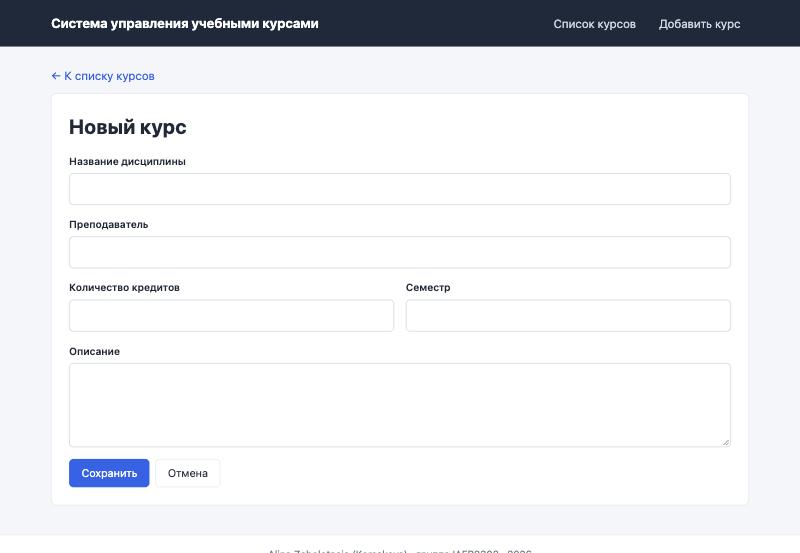 Система управления учебными курсами
Список курсов
Добавить курс
← К списку курсов
Новый курс
Название дисциплины
Преподаватель
Количество кредитов
Семестр
Описание
Сохранить
Отмена